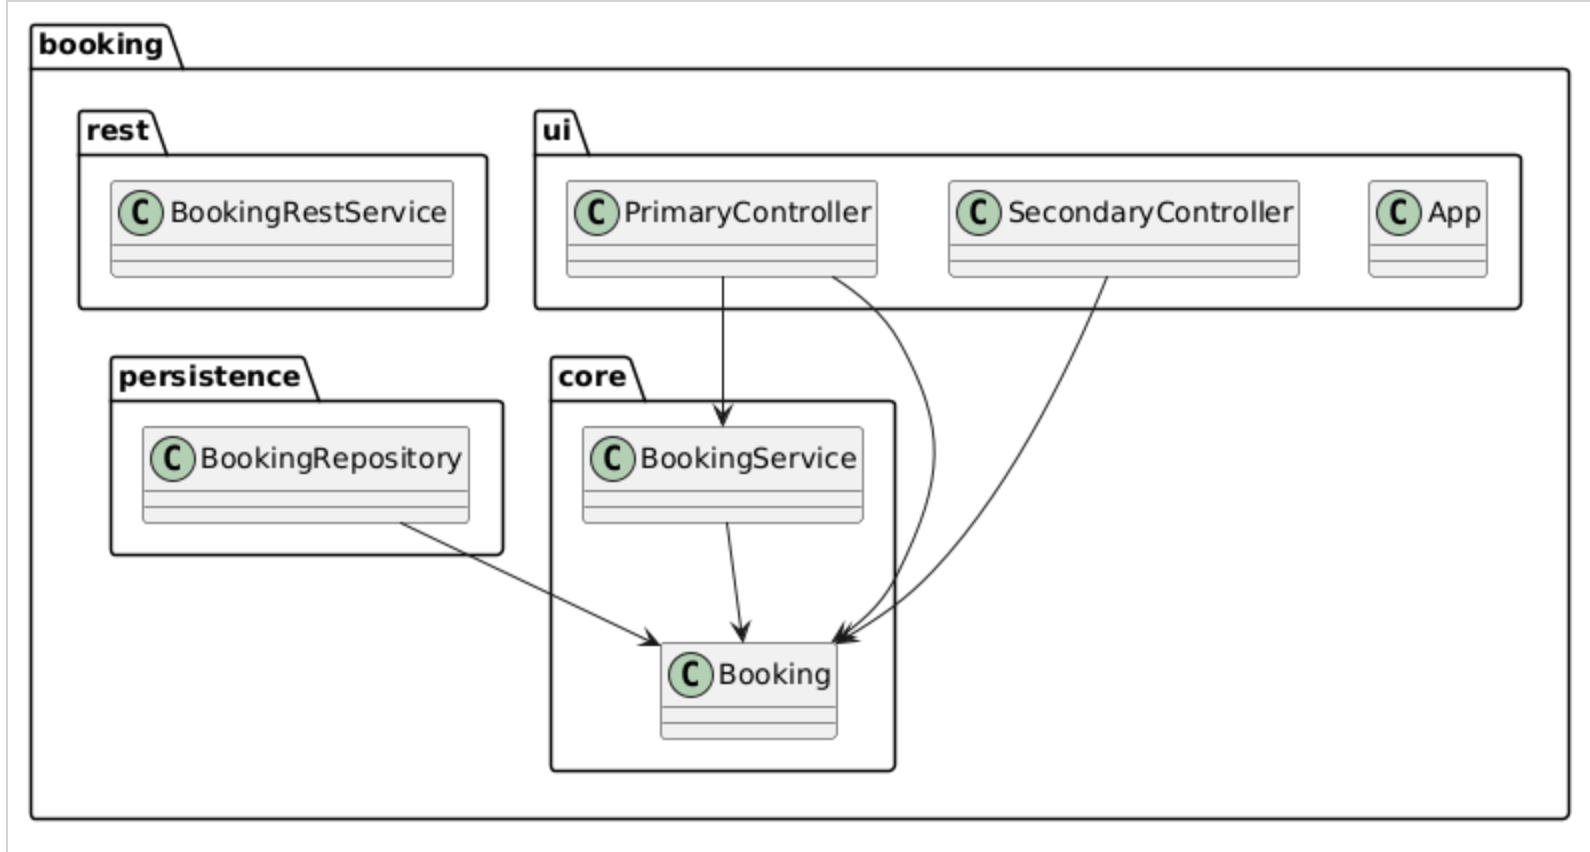 booking
rest
ui
C BookingRestService
C PrimaryController
C SecondaryController
C App
persistence
core
C BookingRepository
C BookingService
C Booking